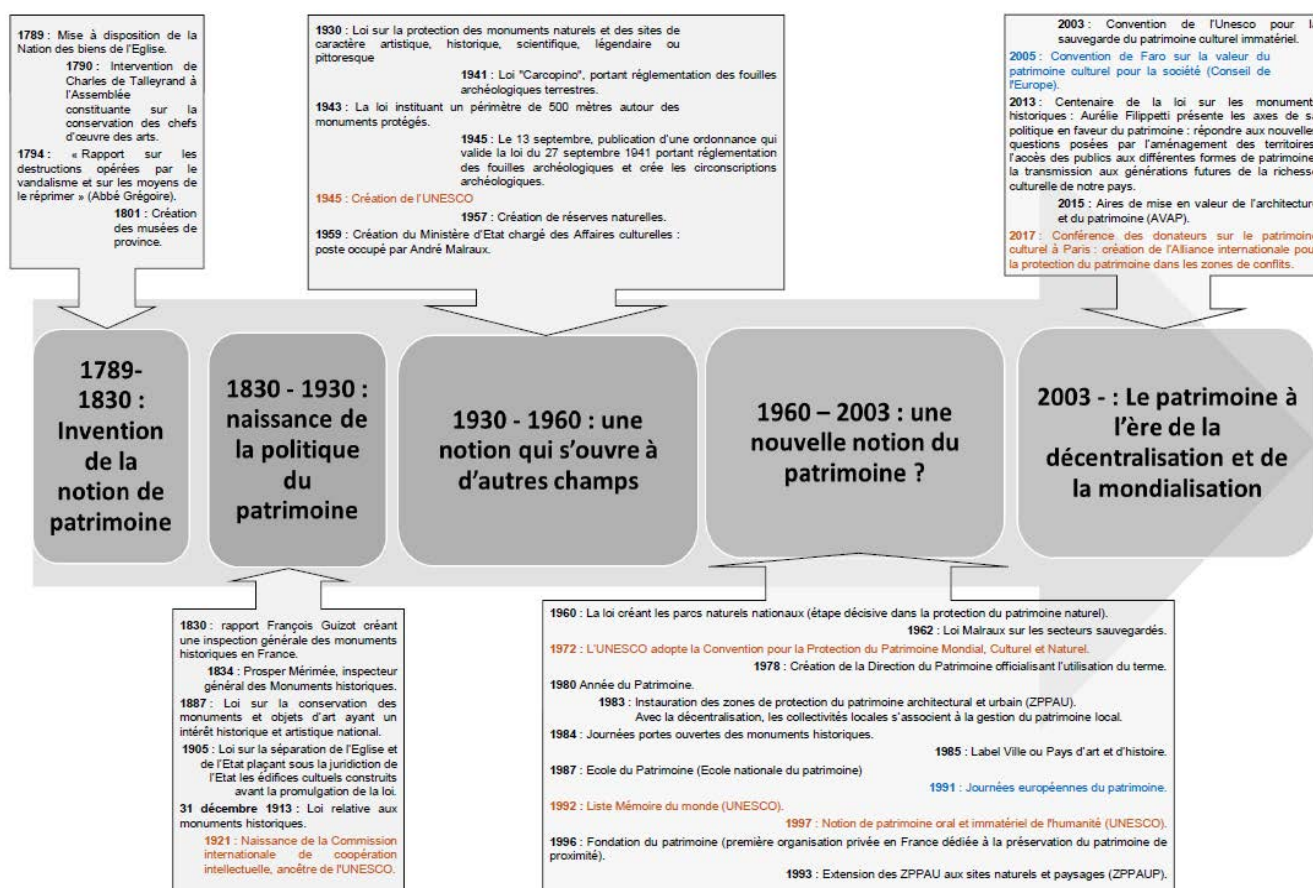 1789 : Mise à disposition de la
Nation des biens de l'Eglise.
1790 : Intervention de
Charles de Talleyrand à
l'Assemblée
constituante sur la
conservation des chefs
d'œuvre des arts.
1794 : « Rapport sur les
destructions opérées par le
vandalisme et sur les moyens de
le réprimer » (Abbé Grégoire).
1801 : Création
des musées de
province.
1930 : Loi sur la protection des monuments naturels et des sites de
caractère artistique, historique, scientifique, légendaire ou
pittoresque
1941 : Loi "Carcopino", portant réglementation des fouilles
archéologiques terrestres.
1943 : La loi instituant un périmètre de 500 mètres autour des
monuments protégés.
1945 : Le 13 septembre, publication d'une ordonnance qui
valide la loi du 27 septembre 1941 portant réglementation
des fouilles archéologiques et crée les circonscriptions
archéologiques.
1945 : Création de l'UNESCO
1957 : Création de réserves naturelles.
1959 : Création du Ministère d'Etat chargé des Affaires culturelles :
poste occupé par André Malraux.
2003 : Convention de l'Unesco pour la
sauvegarde du patrimoine culturel immatériel.
2005 : Convention de Faro sur la valeur du
patrimoine culturel pour la société (Conseil de
l'Europe).
2013 : Centenaire de la loi sur les monuments
historiques : Aurélie Filippetti présente les axes de sa
politique en faveur du patrimoine : répondre aux nouvelles
questions posées par l'aménagement des territoires,
l'accès des publics aux différentes formes de patrimoine,
la transmission aux générations futures de la richesse
culturelle de notre pays.
2015 : Aires de mise en valeur de l'architecture
et du patrimoine (AVAP).
2017 : Conférence des donateurs sur le patrimoine
culturel à Paris : création de l'Alliance internationale pour
la protection du patrimoine dans les zones de conflits.
1789-
1830 :
Invention
de la
notion de
patrimoine
1830 - 1930 :
naissance de
la politique
du
patrimoine
1930 - 1960 : une
notion qui s'ouvre à
d'autres champs
1960 – 2003 : une
nouvelle notion du
patrimoine ?
2003 - : Le patrimoine à
l'ère de la
décentralisation et de
la mondialisation
1830 : rapport François Guizot créant
une inspection générale des monuments
historiques en France.
1834 : Prosper Mérimée, inspecteur
général des Monuments historiques.
1887 : Loi sur la conservation des
monuments et objets d'art ayant un
intérêt historique et artistique national.
1905 : Loi sur la séparation de l'Eglise et
de l'Etat plaçant sous la juridiction de
l'Etat les édifices cultuels construits
avant la promulgation de la loi.
31 décembre 1913 : Loi relative aux
monuments historiques.
1921 : Naissance de la Commission
internationale de coopération
intellectuelle, ancêtre de l'UNESCO.
1960 : La loi créant les parcs naturels nationaux (étape décisive dans la protection du patrimoine naturel).
1962 : Loi Malraux sur les secteurs sauvegardés.
1972 : L'UNESCO adopte la Convention pour la Protection du Patrimoine Mondial, Culturel et Naturel.
1978 : Création de la Direction du Patrimoine officialisant l'utilisation du terme.
1980 Année du Patrimoine.
1983 : Instauration des zones de protection du patrimoine architectural et urbain (ZPPAU).
Avec la décentralisation, les collectivités locales s'associent à la gestion du patrimoine local.
1984 : Journées portes ouvertes des monuments historiques.
1985 : Label Ville ou Pays d'art et d'histoire.
1987 : Ecole du Patrimoine (Ecole nationale du patrimoine)
1991 : Journées européennes du patrimoine.
1992 : Liste Mémoire du monde (UNESCO).
1997 : Notion de patrimoine oral et immatériel de l'humanité (UNESCO).
1996 : Fondation du patrimoine (première organisation privée en France dédiée à la préservation du patrimoine de
proximité).
1993 : Extension des ZPPAU aux sites naturels et paysages (ZPPAUP).